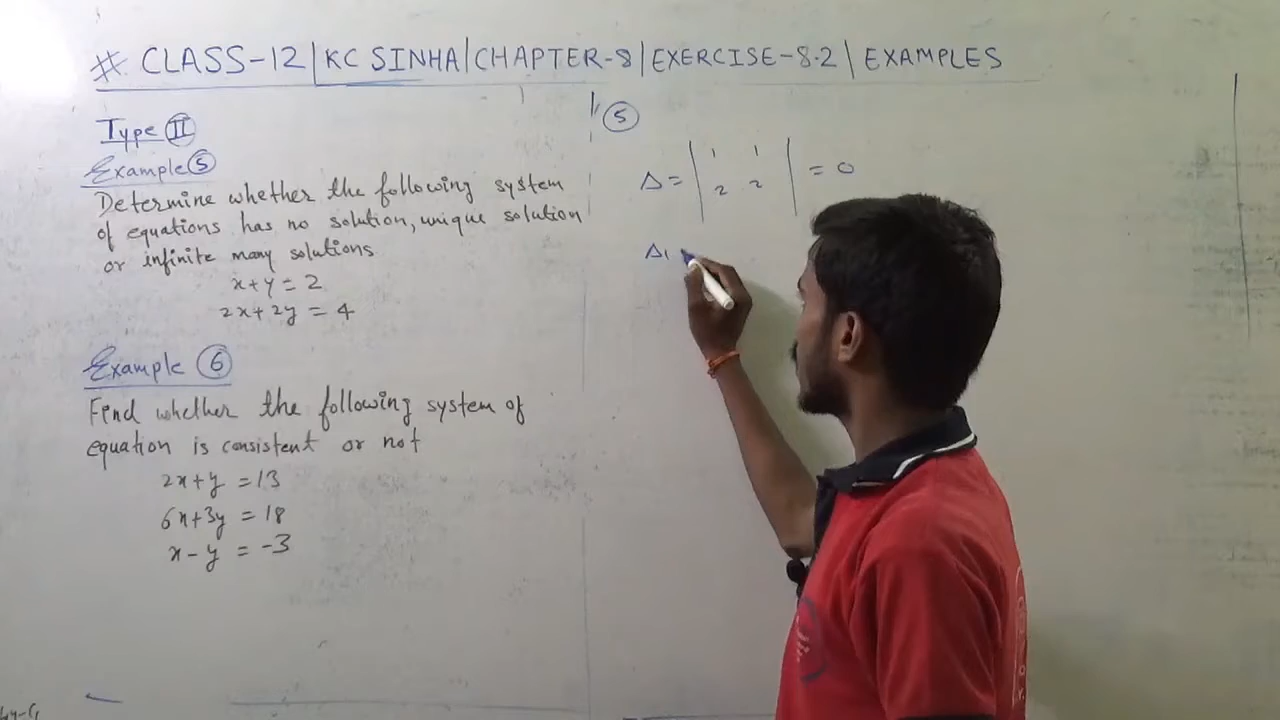 # CLASS-12 | KC SINHA | CHAPTER-8 | EXERCISE-8.2 | EXAMPLES
Type II
Example 5
Determine whether the following system
of equations has no solution, unique solution
or infinite many solutions
x+y = 2
2x+2y = 4
Example 6
Find whether the following system of
equation is consistent or not
2x+y = 13
6x+3y = 18
x-y = -3
5
Δ = | 1 1 | = 0
2 2
Δ1